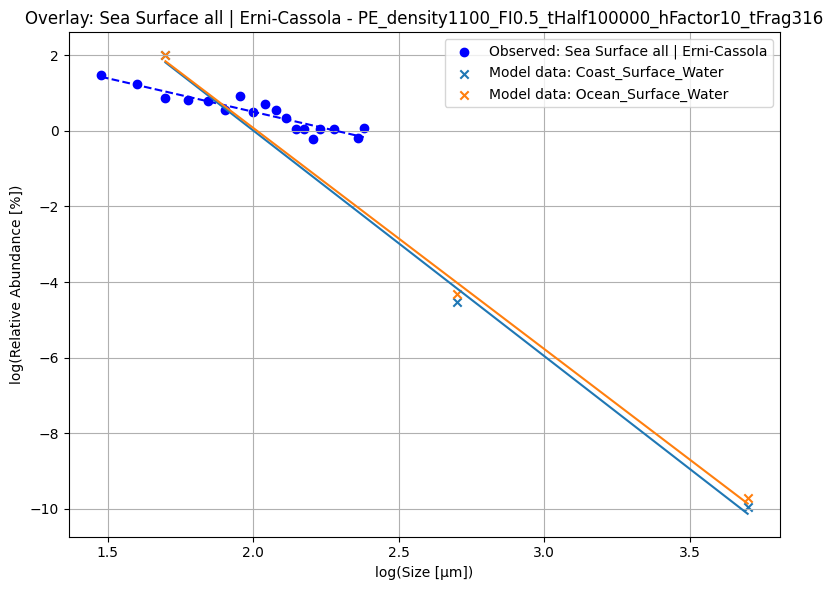 Overlay: Sea Surface all | Erni-Cassola - PE_density1100_FI0.5_tHalf100000_hFactor10_tFrag316
Observed: Sea Surface all | Erni-Cassola
Model data: Coast_Surface_Water
Model data: Ocean_Surface_Water
log(Relative Abundance [%])
2
0
−2
−4
−6
−8
−10
1.5
2.0
2.5
3.0
3.5
log(Size [µm])